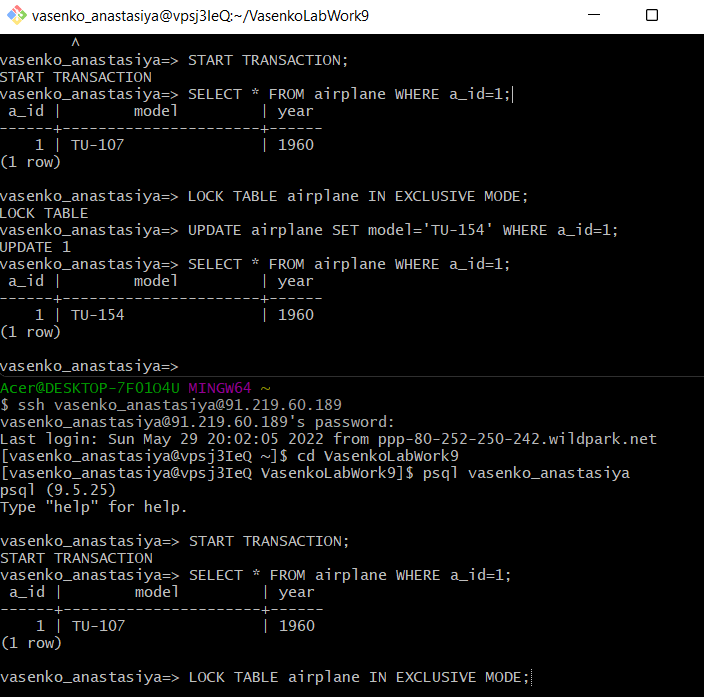 vasenko_anastasiya@vpsj3IeQ:~/VasenkoLabWork9
^
vasenko_anastasiya=> START TRANSACTION;
START TRANSACTION
vasenko_anastasiya=> SELECT * FROM airplane WHERE a_id=1;
 a_id |        model         | year
------+----------------------+------
    1 | TU-107               | 1960
(1 row)
vasenko_anastasiya=> LOCK TABLE airplane IN EXCLUSIVE MODE;
LOCK TABLE
vasenko_anastasiya=> UPDATE airplane SET model='TU-154' WHERE a_id=1;
UPDATE 1
vasenko_anastasiya=> SELECT * FROM airplane WHERE a_id=1;
 a_id |        model         | year
------+----------------------+------
    1 | TU-154               | 1960
(1 row)
vasenko_anastasiya=>
Acer@DESKTOP-7F01O4U MINGW64 ~
$ ssh vasenko_anastasiya@91.219.60.189
vasenko_anastasiya@91.219.60.189's password:
Last login: Sun May 29 20:02:05 2022 from ppp-80-252-250-242.wildpark.net
[vasenko_anastasiya@vpsj3IeQ ~]$ cd VasenkoLabWork9
[vasenko_anastasiya@vpsj3IeQ VasenkoLabWork9]$ psql vasenko_anastasiya
psql (9.5.25)
Type "help" for help.
vasenko_anastasiya=> START TRANSACTION;
START TRANSACTION
vasenko_anastasiya=> SELECT * FROM airplane WHERE a_id=1;
 a_id |        model         | year
------+----------------------+------
    1 | TU-107               | 1960
(1 row)
vasenko_anastasiya=> LOCK TABLE airplane IN EXCLUSIVE MODE;